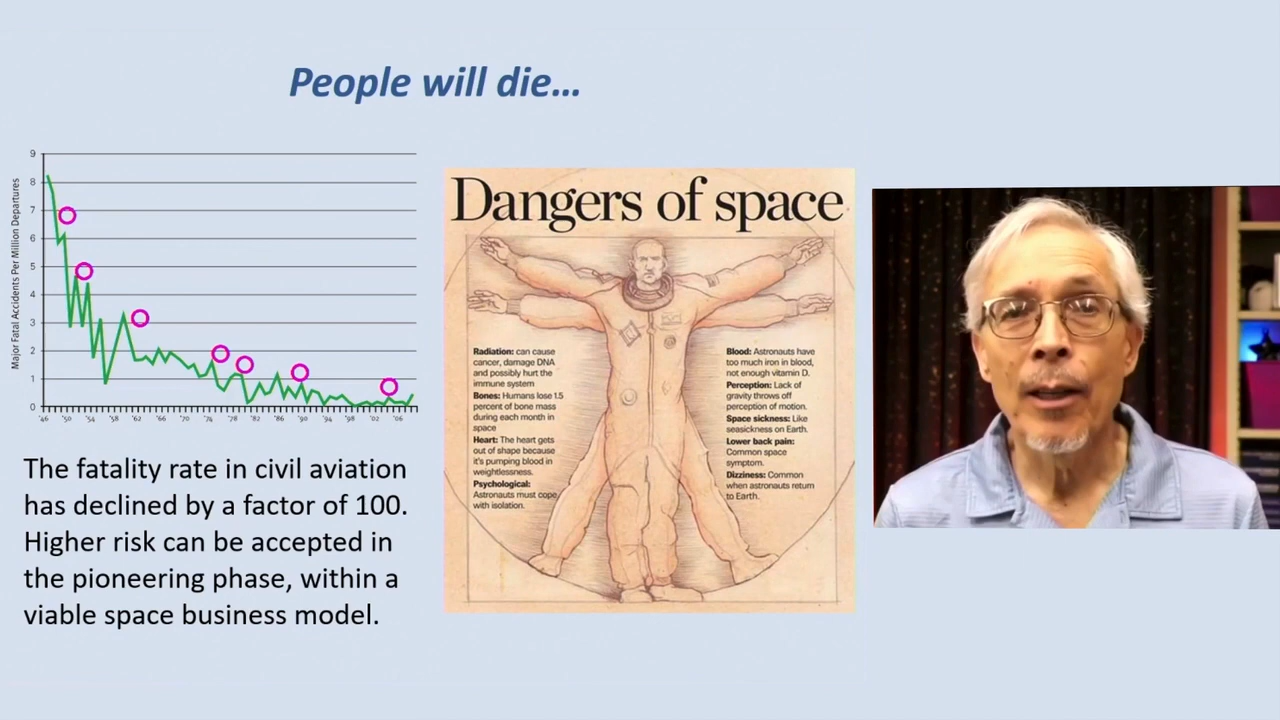 People will die...
9
8
7
6
5
4
3
2
1
0
Major Fatal Accidents Per Million Departures
'46 '50 '54 '58 '62 '66 '70 '74 '78 '82 '86 '90 '94 '98 '02 '06
The fatality rate in civil aviation
has declined by a factor of 100.
Higher risk can be accepted in
the pioneering phase, within a
viable space business model.
Dangers of space
Radiation: can cause
cancer, damage DNA
and possibly hurt the
immune system
Bones: Humans lose 1.5
percent of bone mass
during each month in
space
Heart: The heart gets
out of shape because
it's pumping blood in
weightlessness.
Psychological:
Astronauts must cope
with isolation.
Blood: Astronauts have
too much iron in blood,
not enough vitamin D.
Perception: Lack of
gravity throws off
perception of motion.
Space sickness: Like
seasickness on Earth.
Lower back pain:
Common space
symptom.
Dizziness: Common
when astronauts return
to Earth.